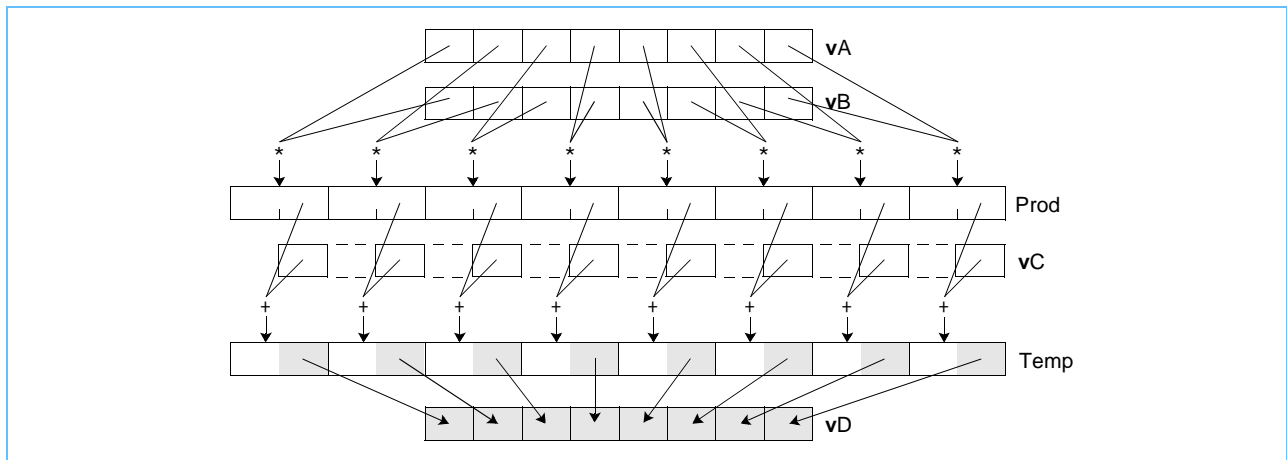 vA
vB
* * * * * * * *
Prod
vC
+ + + + + + + +
Temp
vD